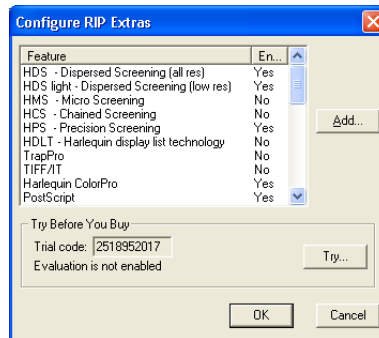 Configure RIP Extras
Feature En...
HDS - Dispersed Screening (all res) Yes
HDS light - Dispersed Screening (low res) Yes
HMS - Micro Screening No
HCS - Chained Screening No
HPS - Precision Screening Yes
HDLT - Harlequin display list technology No
TrapPro No
TIFF/IT No
Harlequin ColorPro Yes
PostScript Yes
Add...
Try Before You Buy
Trial code: 2518952017
Evaluation is not enabled
Try...
OK Cancel